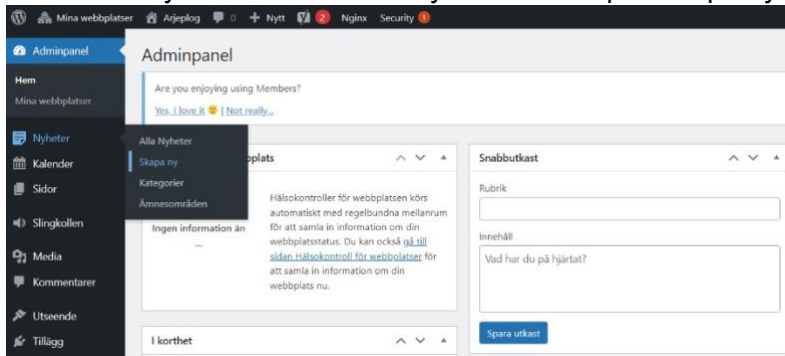 Mina webbplatser Arjeplog 0 + Nytt 2 Nginx Security 1
Adminpanel
Hem
Mina webbplatser
Nyheter
Kalender
Sidor
Slingkollen
Media
Kommentarer
Utseende
Tillägg
Alla Nyheter
Skapa ny
Kategorier
Ämnesområden
Adminpanel
Are you enjoying using Members?
Yes, I love it | Not really...
plats
Ingen information än
...
Hälsokontroller för webbplatsen körs
automatiskt med regelbundna mellanrum
för att samla in information om din
webbplatsstatus. Du kan också gå till
sidan Hälsokontroll för webbplatser för
att samla in information om din
webbplats nu.
I korthet
Snabbutkast
Rubrik
Innehåll
Vad har du på hjärtat?
Spara utkast